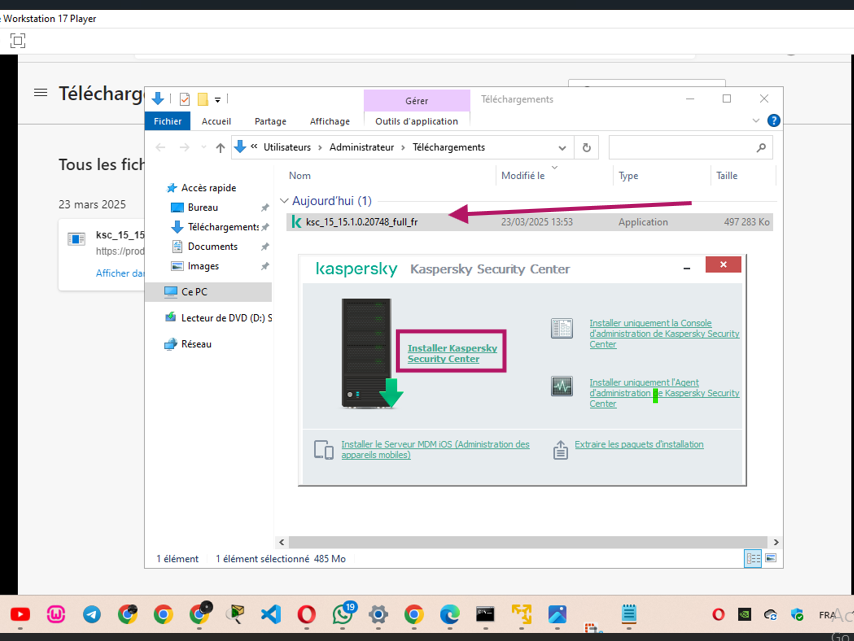 Workstation 17 Player
Télécharg
Gérer
Téléchargements
Fichier
Accueil
Partage
Affichage
Outils d'application
« Utilisateurs > Administrateur > Téléchargements
Tous les fich
Nom
Modifié le
Type
Taille
Accès rapide
Aujourd'hui (1)
23 mars 2025
Bureau
ksc_15_15.1.0.20748_full_fr
23/03/2025 13:53
Application
497 283 Ko
Téléchargements
ksc_15_15
https://prod
Documents
Images
Afficher dan
kaspersky
Kaspersky Security Center
Ce PC
Lecteur de DVD (D:) S
Réseau
Installer Kaspersky
Security Center
Installer uniquement la Console
d'administration de Kaspersky Security
Center
Installer uniquement l'Agent
d'administration de Kaspersky Security
Center
Installer le Serveur MDM iOS (Administration des
appareils mobiles)
Extraire les paquets d'installation
1 élément
1 élément sélectionné 485 Mo
19
FRA